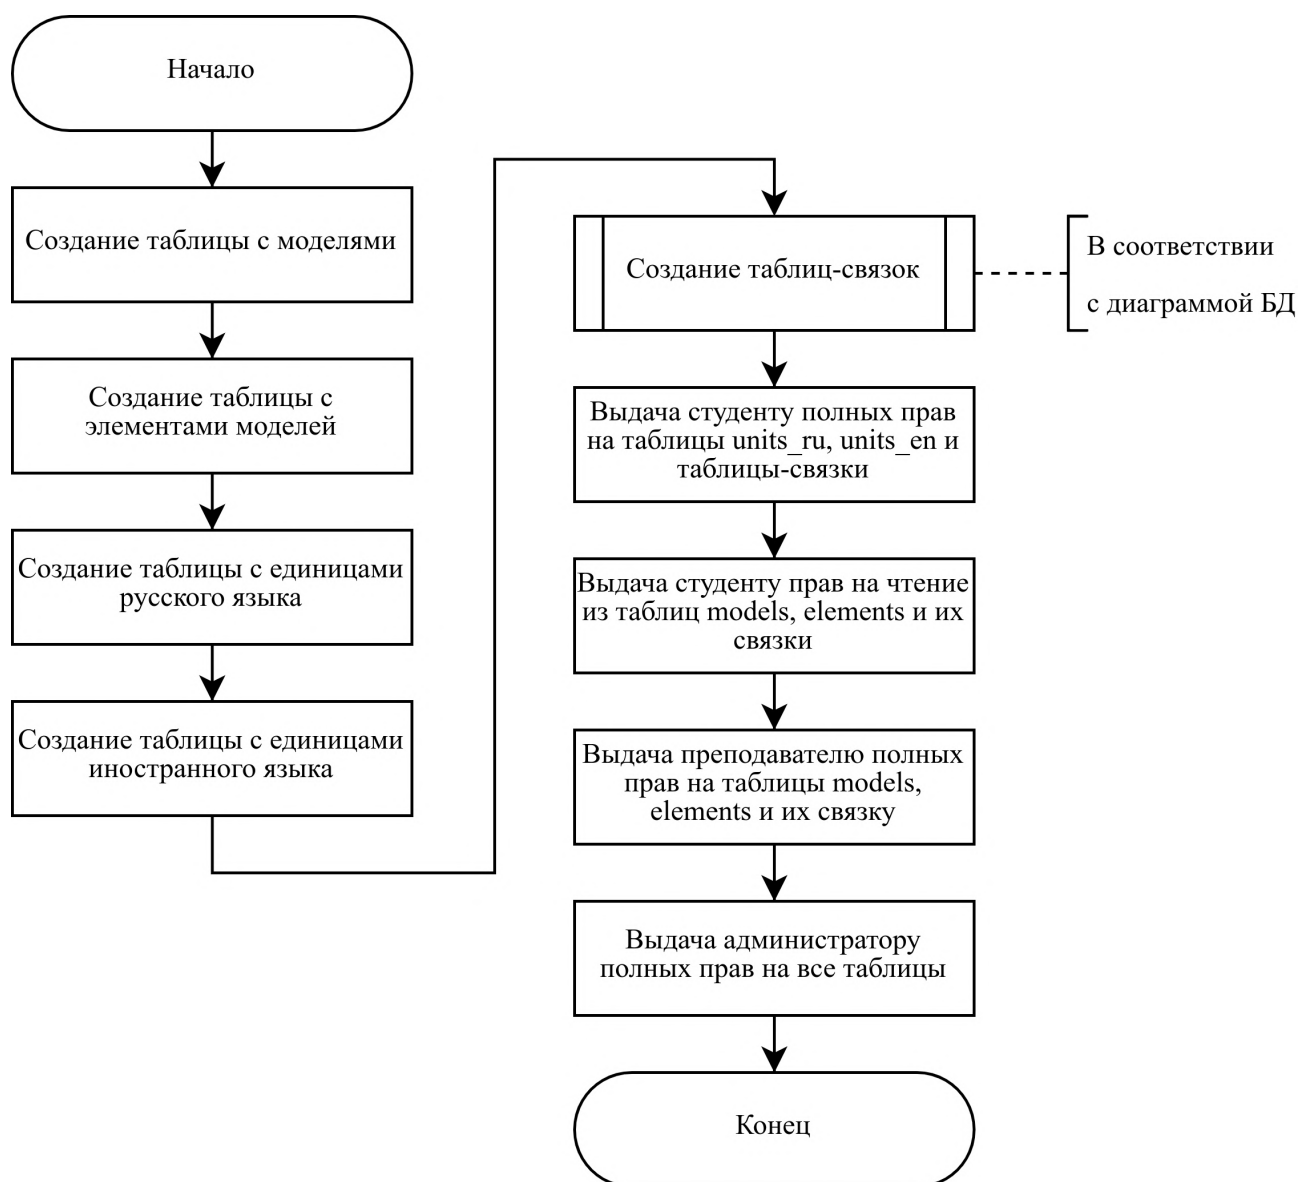 Начало
Создание таблицы с моделями
Создание таблицы с
элементами моделей
Создание таблицы с единицами
русского языка
Создание таблицы с единицами
иностранного языка
Создание таблиц-связок
В соответствии
с диаграммой БД
Выдача студенту полных прав
на таблицы units_ru, units_en и
таблицы-связки
Выдача студенту прав на чтение
из таблиц models, elements и их
связки
Выдача преподавателю полных
прав на таблицы models,
elements и их связку
Выдача администратору
полных прав на все таблицы
Конец